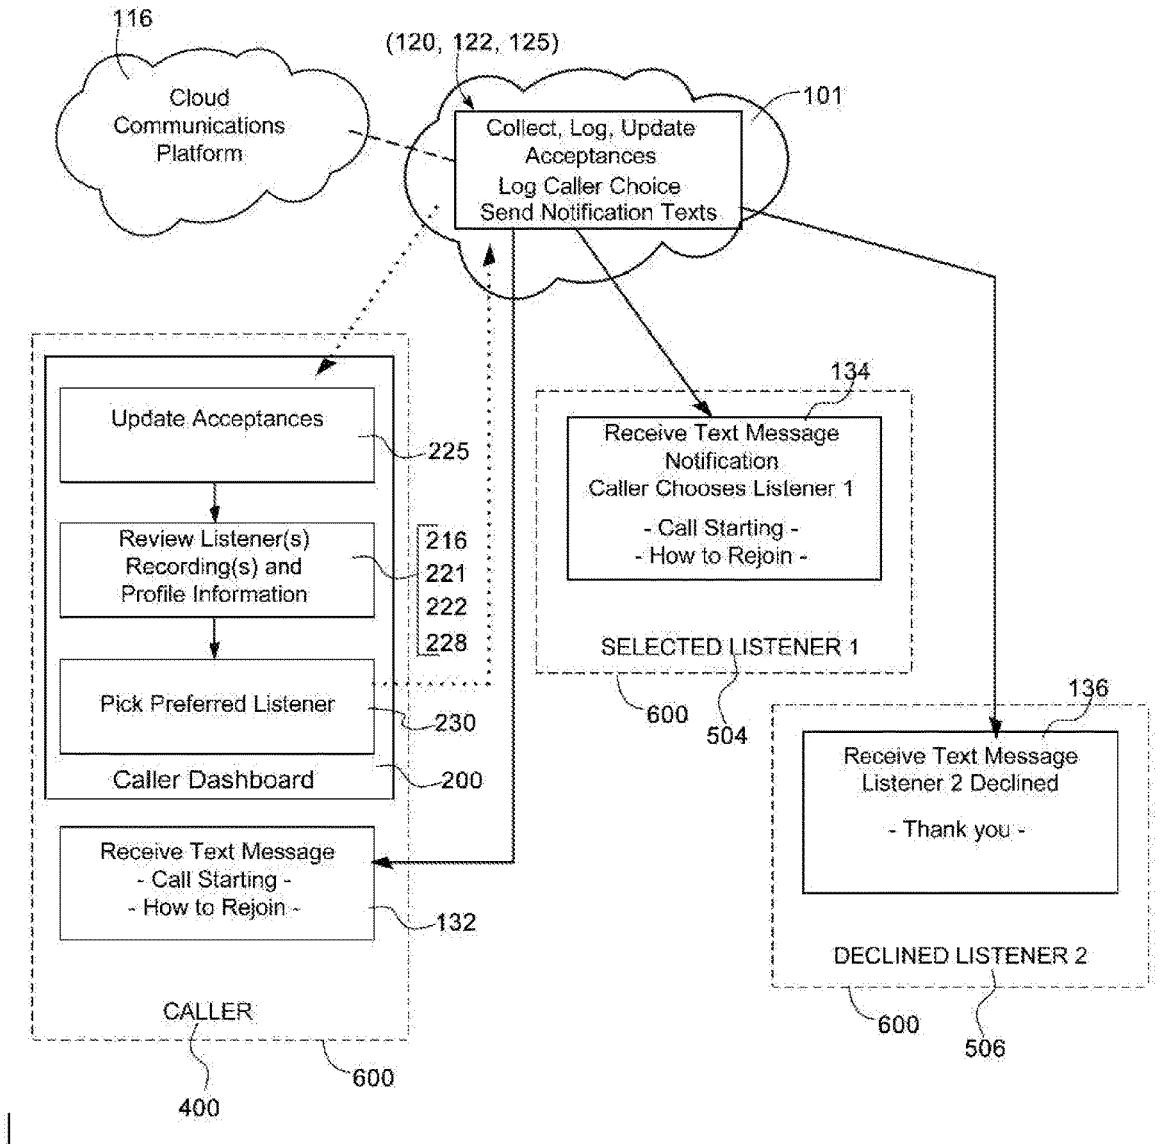 116
(120, 122, 125)
101
Cloud
Communications
Platform
Collect, Log, Update
Acceptances
Log Caller Choice
Send Notification Texts
Update Acceptances
225
Review Listener(s)
Recording(s) and
Profile Information
216
221
222
228
Pick Preferred Listener
230
Caller Dashboard
200
Receive Text Message
- Call Starting -
- How to Rejoin -
132
CALLER
400
600
134
Receive Text Message
Notification
Caller Chooses Listener 1
- Call Starting -
- How to Rejoin -
SELECTED LISTENER 1
600
504
136
Receive Text Message
Listener 2 Declined
- Thank you -
DECLINED LISTENER 2
600
506